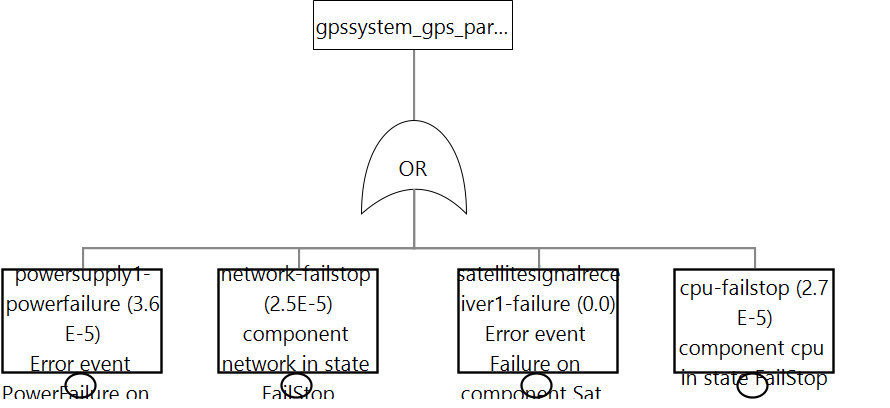 gpssystem_gps_par...
OR
powersupply1-
powerfailure (3.6
E-5)
Error event
PowerFailure on
network-failstop
(2.5E-5)
component
network in state
FailStop
satellitesignalrece
iver1-failure (0.0)
Error event
Failure on
component Sat
cpu-failstop (2.7
E-5)
component cpu
in state FailStop